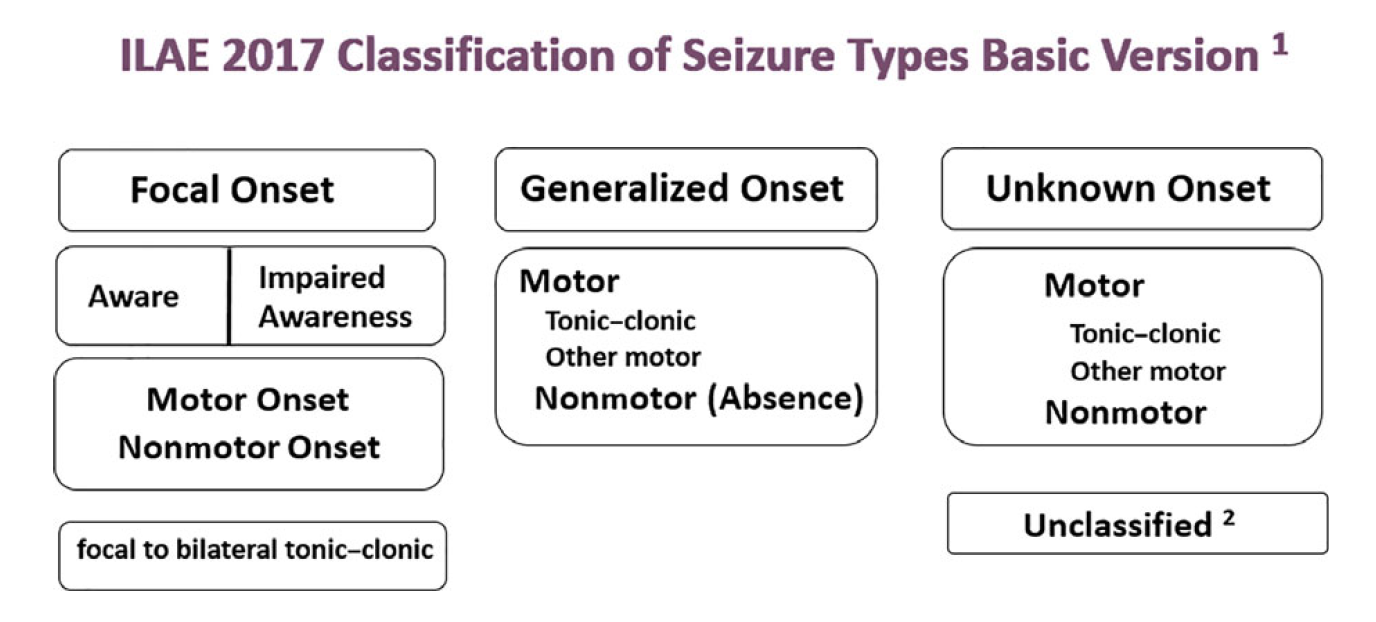 ILAE 2017 Classification of Seizure Types Basic Version ¹
Focal Onset
Aware
Impaired
Awareness
Motor Onset
Nonmotor Onset
focal to bilateral tonic–clonic
Generalized Onset
Motor
Tonic–clonic
Other motor
Nonmotor (Absence)
Unknown Onset
Motor
Tonic–clonic
Other motor
Nonmotor
Unclassified ²